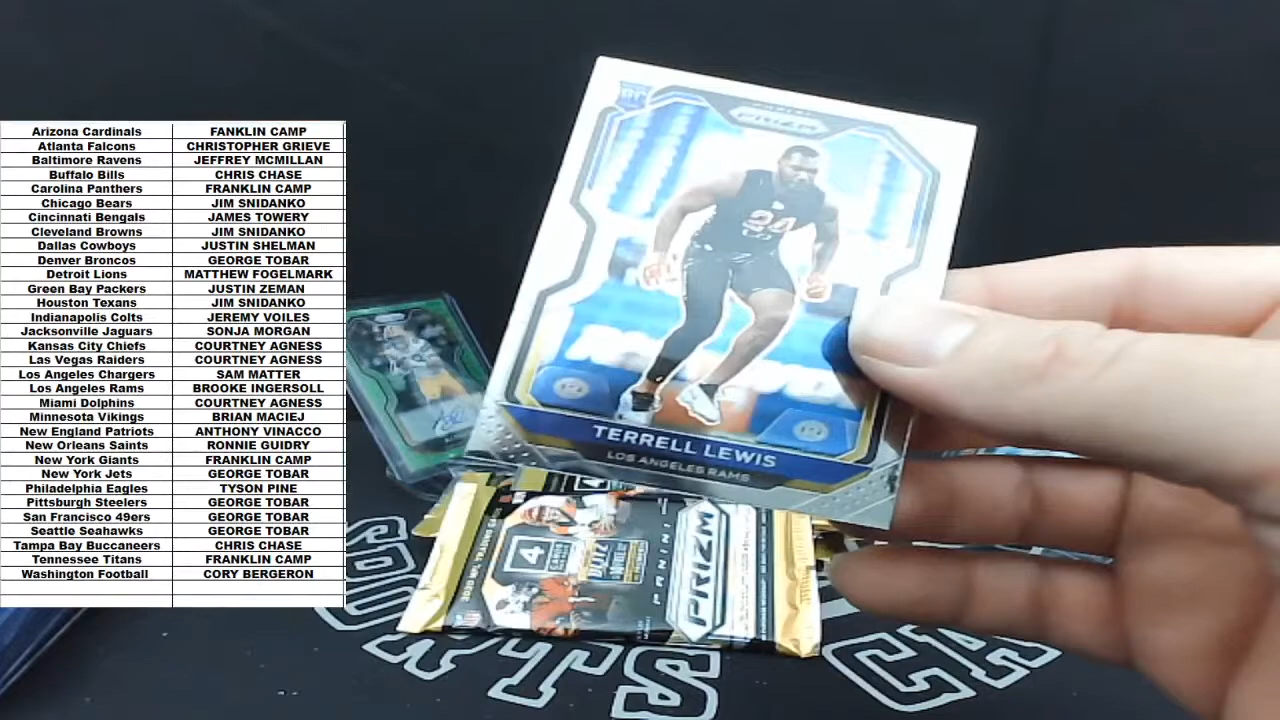 Arizona Cardinals FANKLIN CAMP
Atlanta Falcons CHRISTOPHER GRIEVE
Baltimore Ravens JEFFREY MCMILLAN
Buffalo Bills CHRIS CHASE
Carolina Panthers FRANKLIN CAMP
Chicago Bears JIM SNIDANKO
Cincinnati Bengals JAMES TOWERY
Cleveland Browns JIM SNIDANKO
Dallas Cowboys JUSTIN SHELMAN
Denver Broncos GEORGE TOBAR
Detroit Lions MATTHEW FOGELMARK
Green Bay Packers JUSTIN ZEMAN
Houston Texans JIM SNIDANKO
Indianapolis Colts JEREMY VOILES
Jacksonville Jaguars SONJA MORGAN
Kansas City Chiefs COURTNEY AGNESS
Las Vegas Raiders COURTNEY AGNESS
Los Angeles Chargers SAM MATTER
Los Angeles Rams BROOKE INGERSOLL
Miami Dolphins COURTNEY AGNESS
Minnesota Vikings BRIAN MACIEJ
New England Patriots ANTHONY VINACCO
New Orleans Saints RONNIE GUIDRY
New York Giants FRANKLIN CAMP
New York Jets GEORGE TOBAR
Philadelphia Eagles TYSON PINE
Pittsburgh Steelers GEORGE TOBAR
San Francisco 49ers GEORGE TOBAR
Seattle Seahawks GEORGE TOBAR
Tampa Bay Buccaneers CHRIS CHASE
Tennessee Titans FRANKLIN CAMP
Washington Football CORY BERGERON
RC
PRIZM
24
TERRELL LEWIS
LOS ANGELES RAMS
2020 NFL TRADING CARDS
4
PANINI
PRIZM